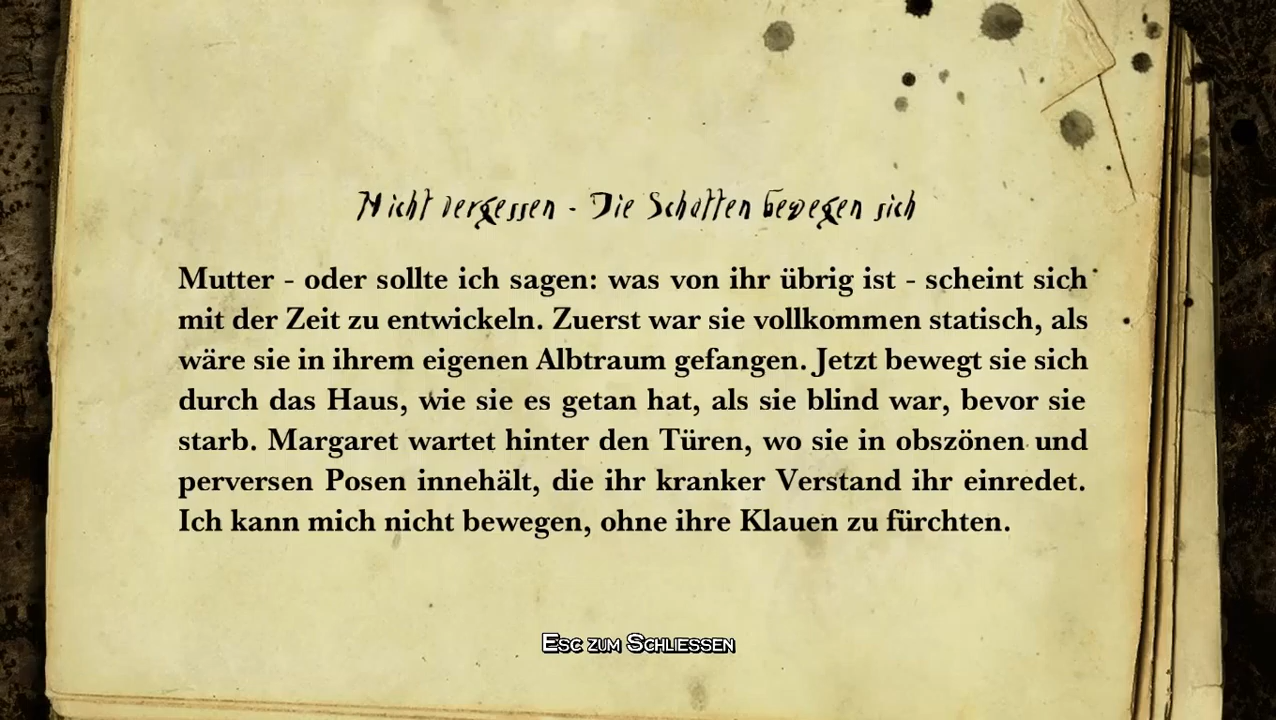 Nicht vergessen - Die Schatten bewegen sich
Mutter - oder sollte ich sagen: was von ihr übrig ist - scheint sich
mit der Zeit zu entwickeln. Zuerst war sie vollkommen statisch, als
wäre sie in ihrem eigenen Albtraum gefangen. Jetzt bewegt sie sich
durch das Haus, wie sie es getan hat, als sie blind war, bevor sie
starb. Margaret wartet hinter den Türen, wo sie in obszönen und
perversen Posen innehält, die ihr kranker Verstand ihr einredet.
Ich kann mich nicht bewegen, ohne ihre Klauen zu fürchten.
Esc zum Schliessen